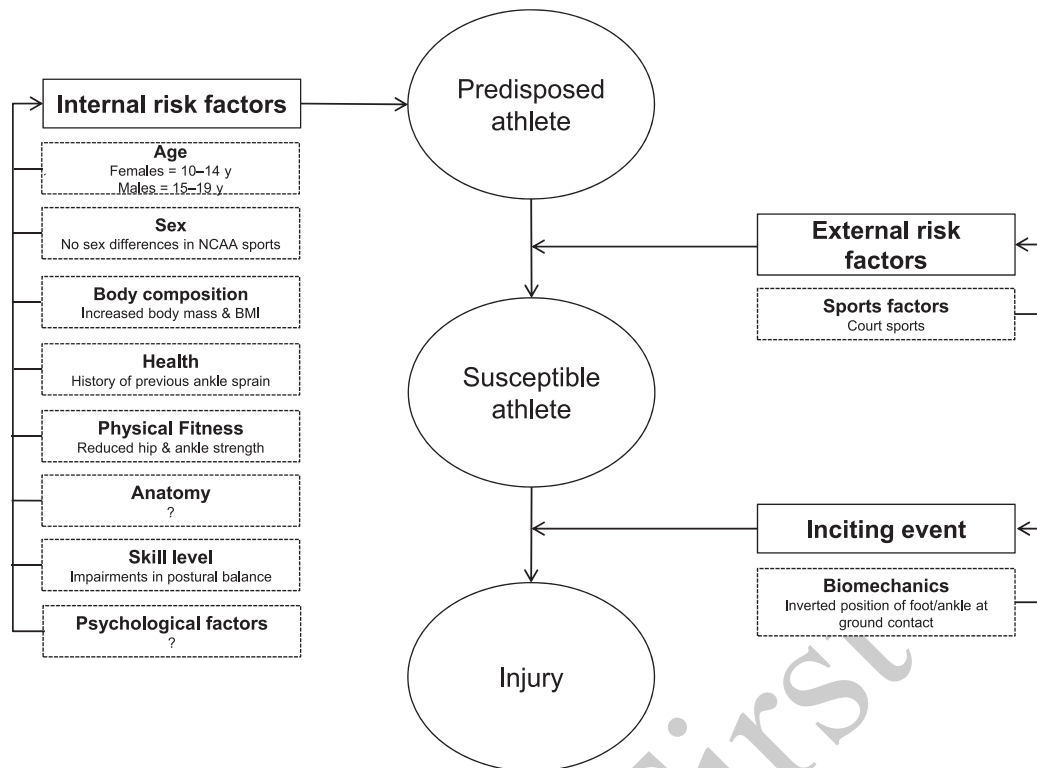 Internal risk factors
Age
Females = 10–14 y
Males = 15–19 y
Sex
No sex differences in NCAA sports
Body composition
Increased body mass & BMI
Health
History of previous ankle sprain
Physical Fitness
Reduced hip & ankle strength
Anatomy
?
Skill level
Impairments in postural balance
Psychological factors
?
Predisposed
athlete
Susceptible
athlete
Injury
External risk
factors
Sports factors
Court sports
Inciting event
Biomechanics
Inverted position of foot/ankle at
ground contact
First